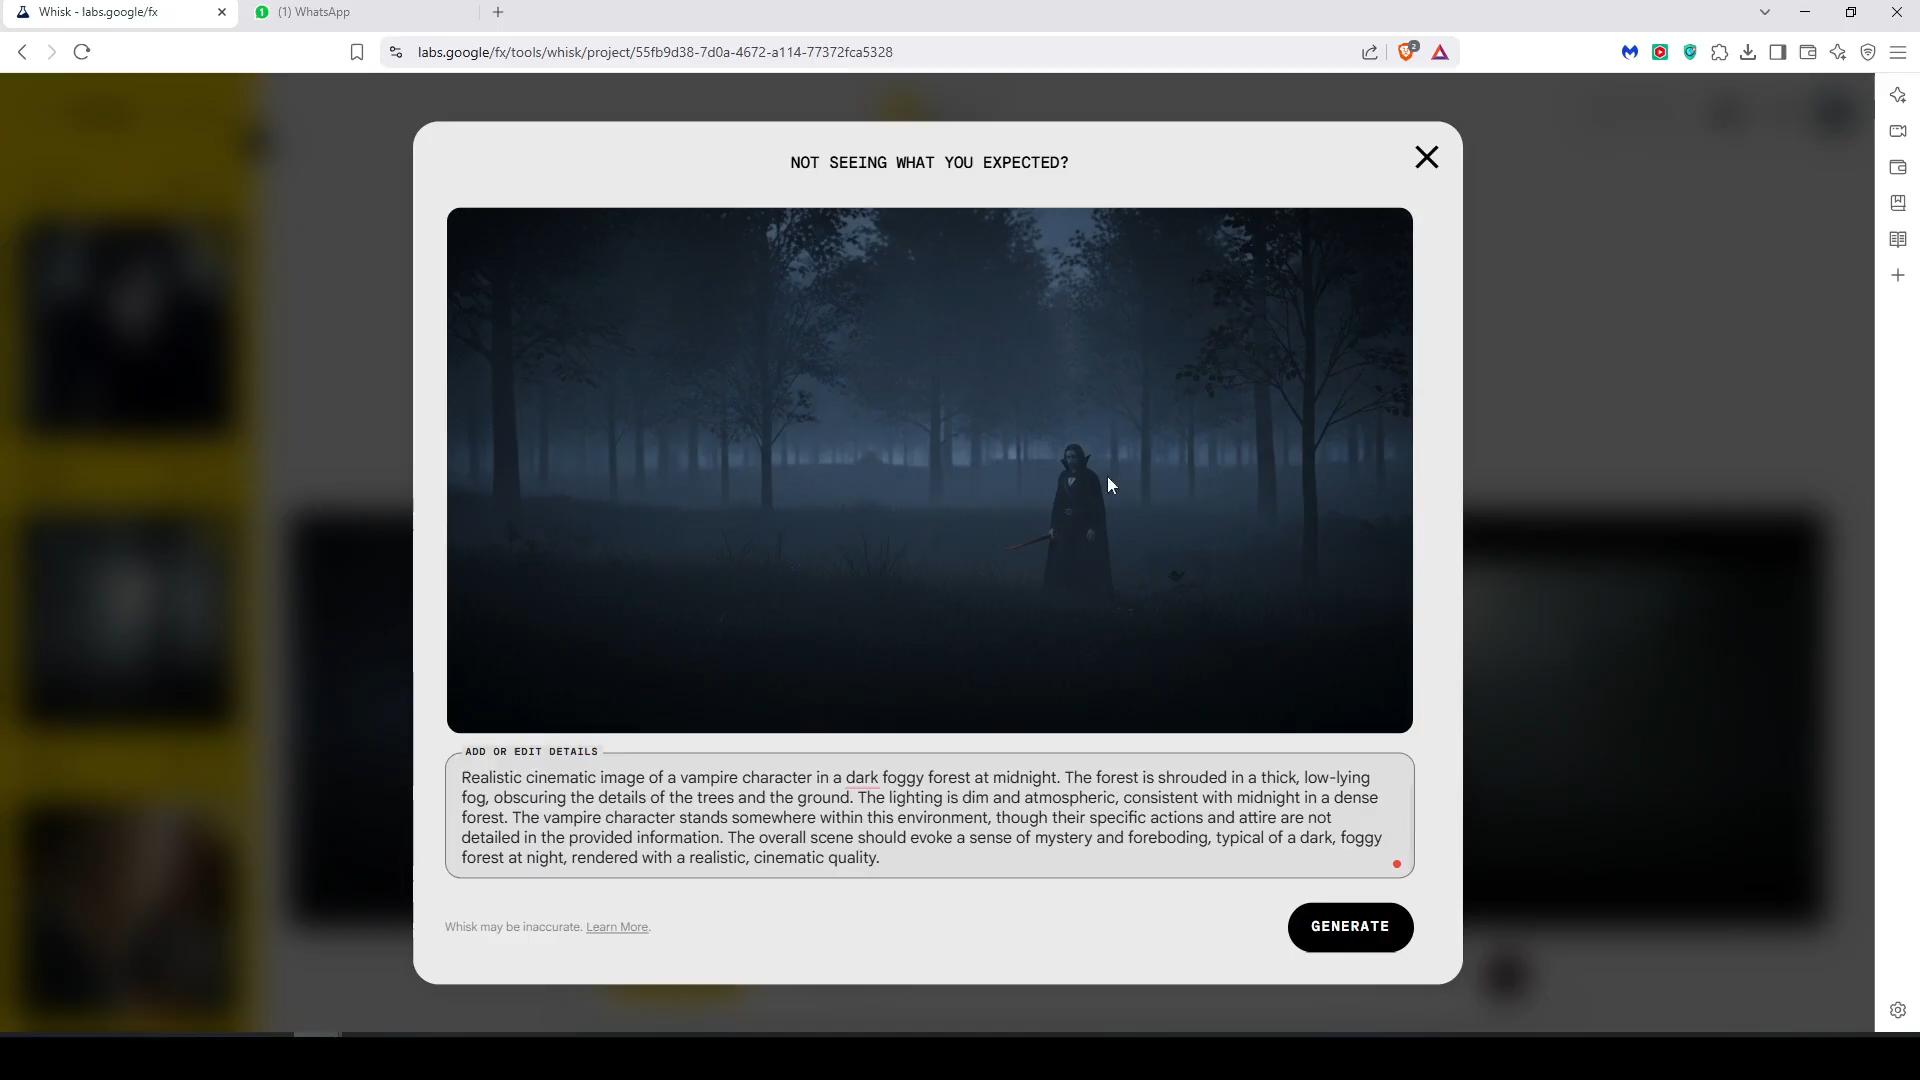 Whisk - labs.google/fx
1
(1) WhatsApp
labs.google/fx/tools/whisk/project/55fb9d38-7d0a-4672-a114-77372fca5328
2
NOT SEEING WHAT YOU EXPECTED?
ADD OR EDIT DETAILS
Realistic cinematic image of a vampire character in a dark foggy forest at midnight. The forest is shrouded in a thick, low-lying
fog, obscuring the details of the trees and the ground. The lighting is dim and atmospheric, consistent with midnight in a dense
forest. The vampire character stands somewhere within this environment, though their specific actions and attire are not
detailed in the provided information. The overall scene should evoke a sense of mystery and foreboding, typical of a dark, foggy
forest at night, rendered with a realistic, cinematic quality.
Whisk may be inaccurate. Learn More.
GENERATE